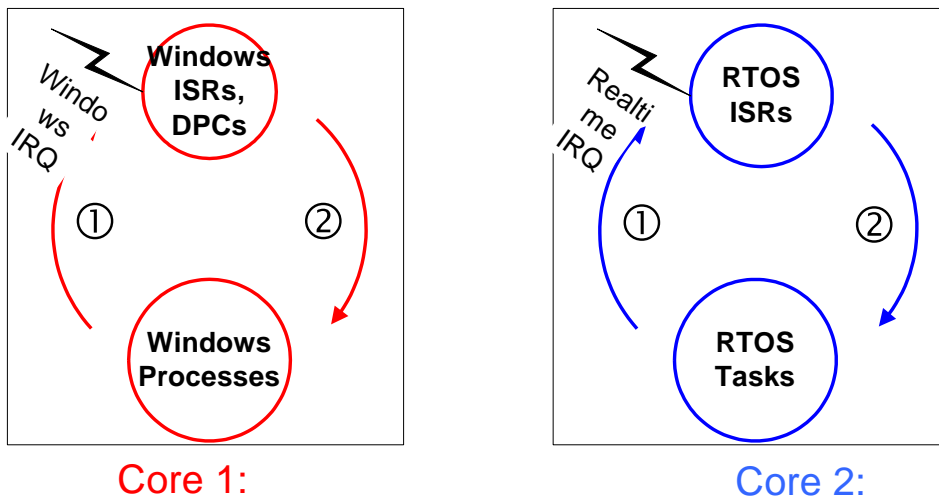 Windows
ISRs,
DPCs
Windo
ws
IRQ
①
②
Windows
Processes
Core 1:
RTOS
ISRs
Realti
me
IRQ
①
②
RTOS
Tasks
Core 2: